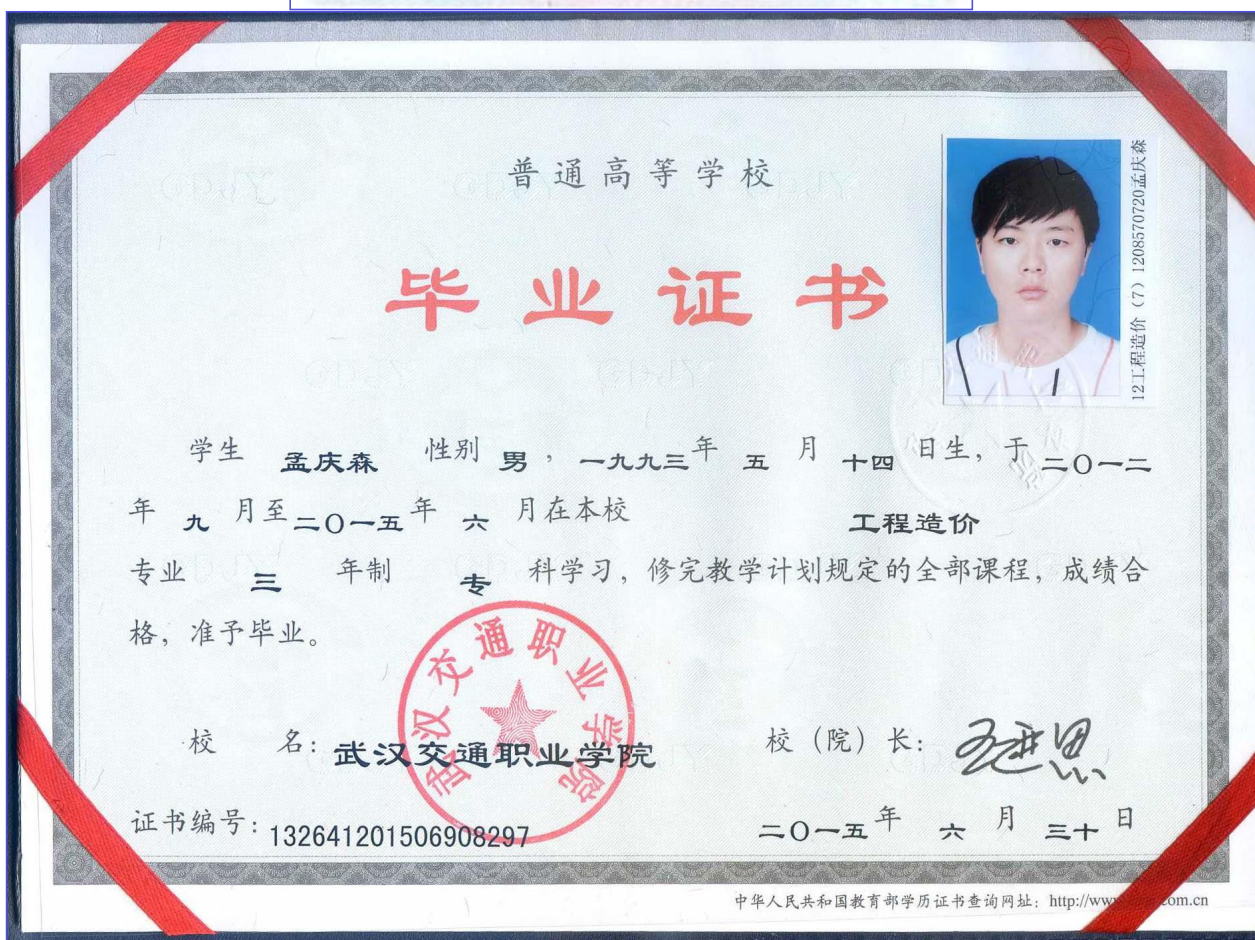 普通高等学校
毕业证书
12工程造价（7）1208570720孟庆森
学生 孟庆森 性别 男，一九九三年 五 月 十四 日生，于二〇一二
年 九 月至二〇一五年 六 月在本校 工程造价
专业 三 年制 专 科学习，修完教学计划规定的全部课程，成绩合
格，准予毕业。
武汉交通职业学院
校 名：武汉交通职业学院 校（院）长：
证书编号：132641201506908297 二〇一五年 六 月 三十 日
中华人民共和国教育部学历证书查询网址：http://www. om.cn